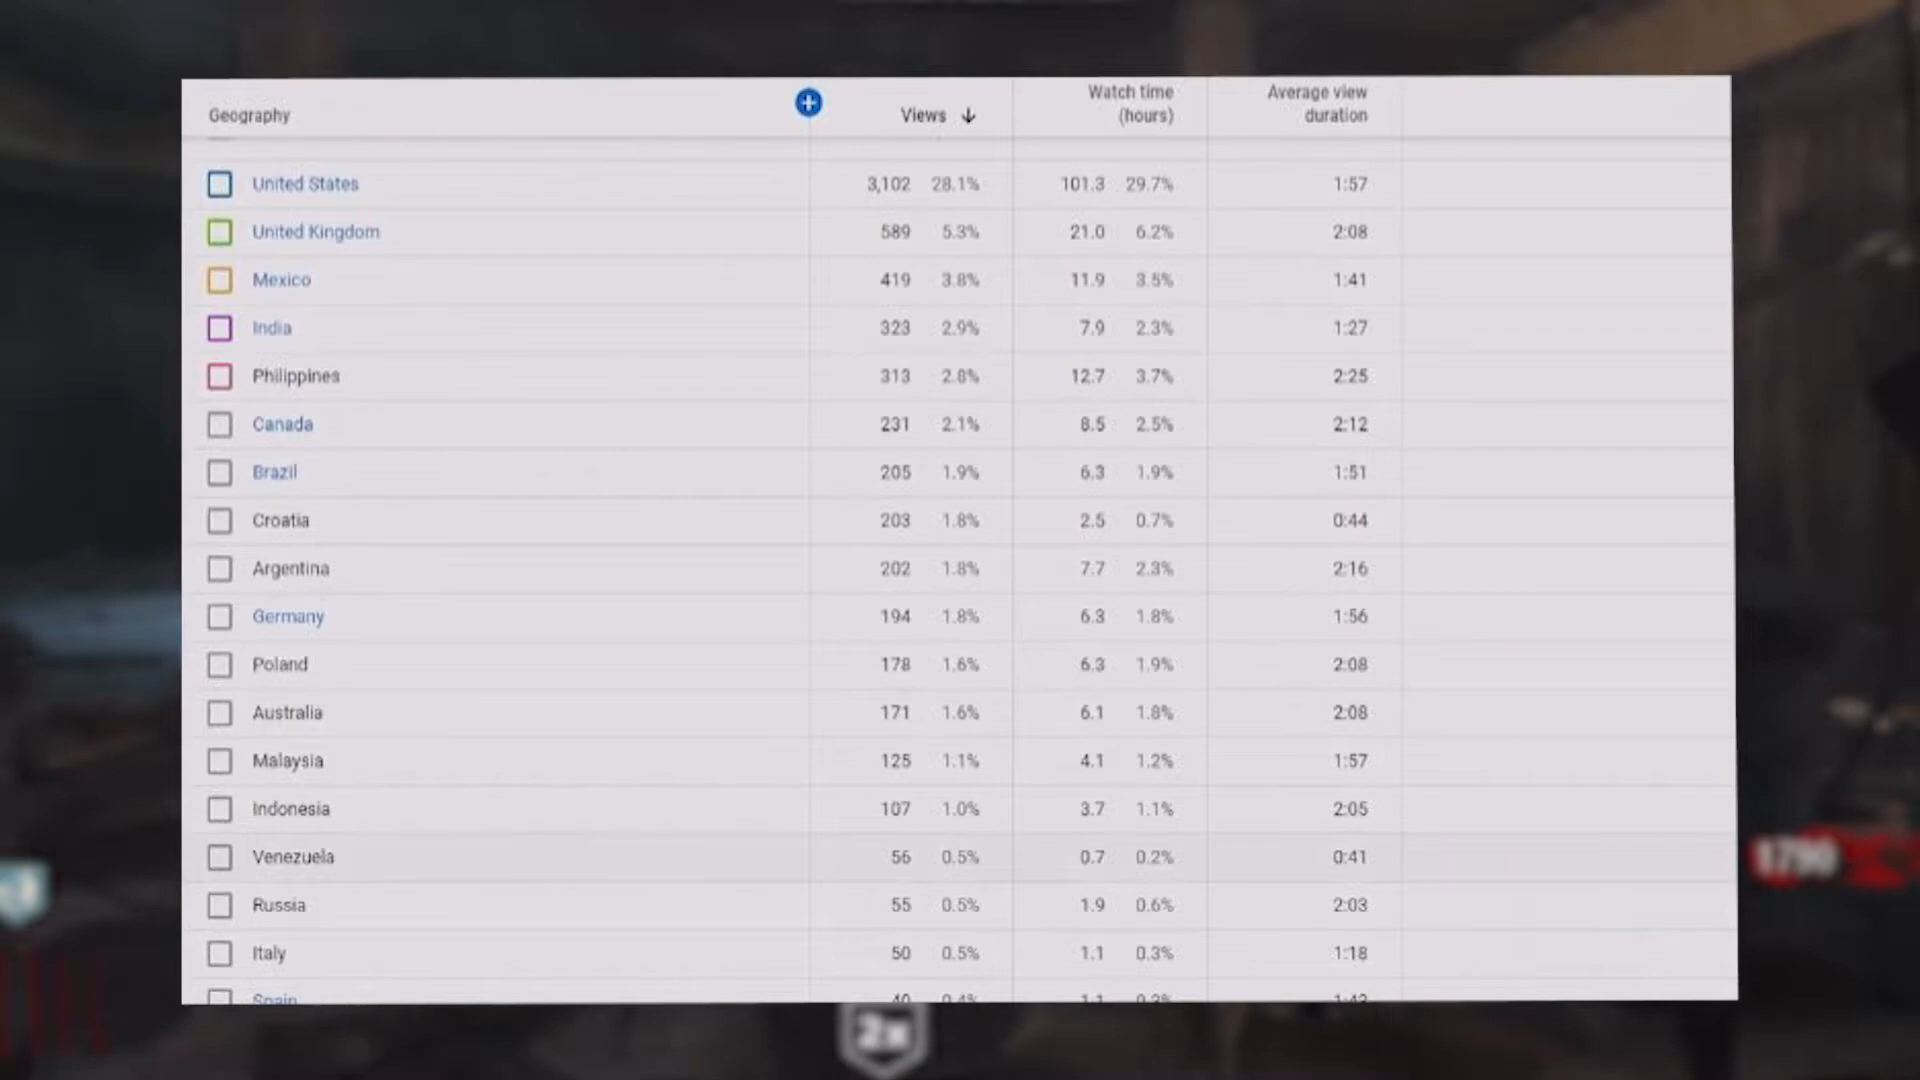 Geography Views Watch time (hours) Average view duration
United States 3,102 28.1% 101.3 29.7% 1:57
United Kingdom 589 5.3% 21.0 6.2% 2:08
Mexico 419 3.8% 11.9 3.5% 1:41
India 323 2.9% 7.9 2.3% 1:27
Philippines 313 2.8% 12.7 3.7% 2:25
Canada 231 2.1% 8.5 2.5% 2:12
Brazil 205 1.9% 6.3 1.9% 1:51
Croatia 203 1.8% 2.5 0.7% 0:44
Argentina 202 1.8% 7.7 2.3% 2:16
Germany 194 1.8% 6.3 1.8% 1:56
Poland 178 1.6% 6.3 1.9% 2:08
Australia 171 1.6% 6.1 1.8% 2:08
Malaysia 125 1.1% 4.1 1.2% 1:57
Indonesia 107 1.0% 3.7 1.1% 2:05
Venezuela 56 0.5% 0.7 0.2% 0:41
Russia 55 0.5% 1.9 0.6% 2:03
Italy 50 0.5% 1.1 0.3% 1:18
Spain
2x